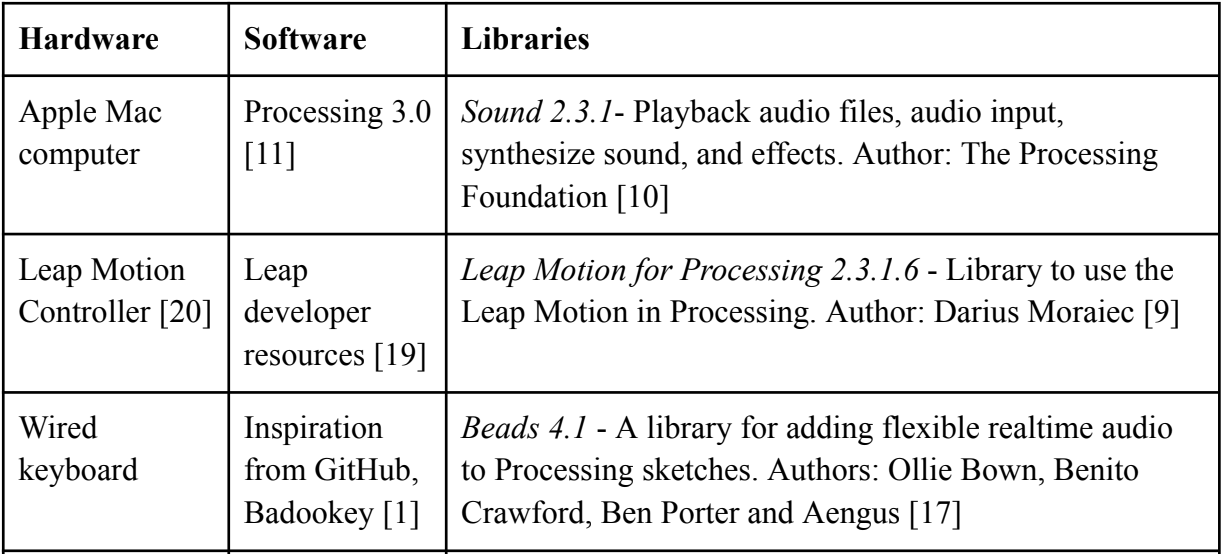 Hardware
Software
Libraries
Apple Mac
computer
Processing 3.0
[11]
Sound 2.3.1- Playback audio files, audio input,
synthesize sound, and effects. Author: The Processing
Foundation [10]
Leap Motion
Controller [20]
Leap
developer
resources [19]
Leap Motion for Processing 2.3.1.6 - Library to use the
Leap Motion in Processing. Author: Darius Moraiec [9]
Wired
keyboard
Inspiration
from GitHub,
Badookey [1]
Beads 4.1 - A library for adding flexible realtime audio
to Processing sketches. Authors: Ollie Bown, Benito
Crawford, Ben Porter and Aengus [17]